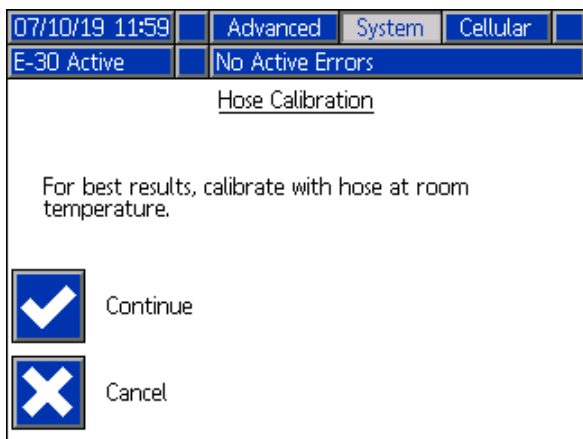 07/10/19 11:59 Advanced System Cellular
E-30 Active No Active Errors
Hose Calibration
For best results, calibrate with hose at room
temperature.
Continue
Cancel